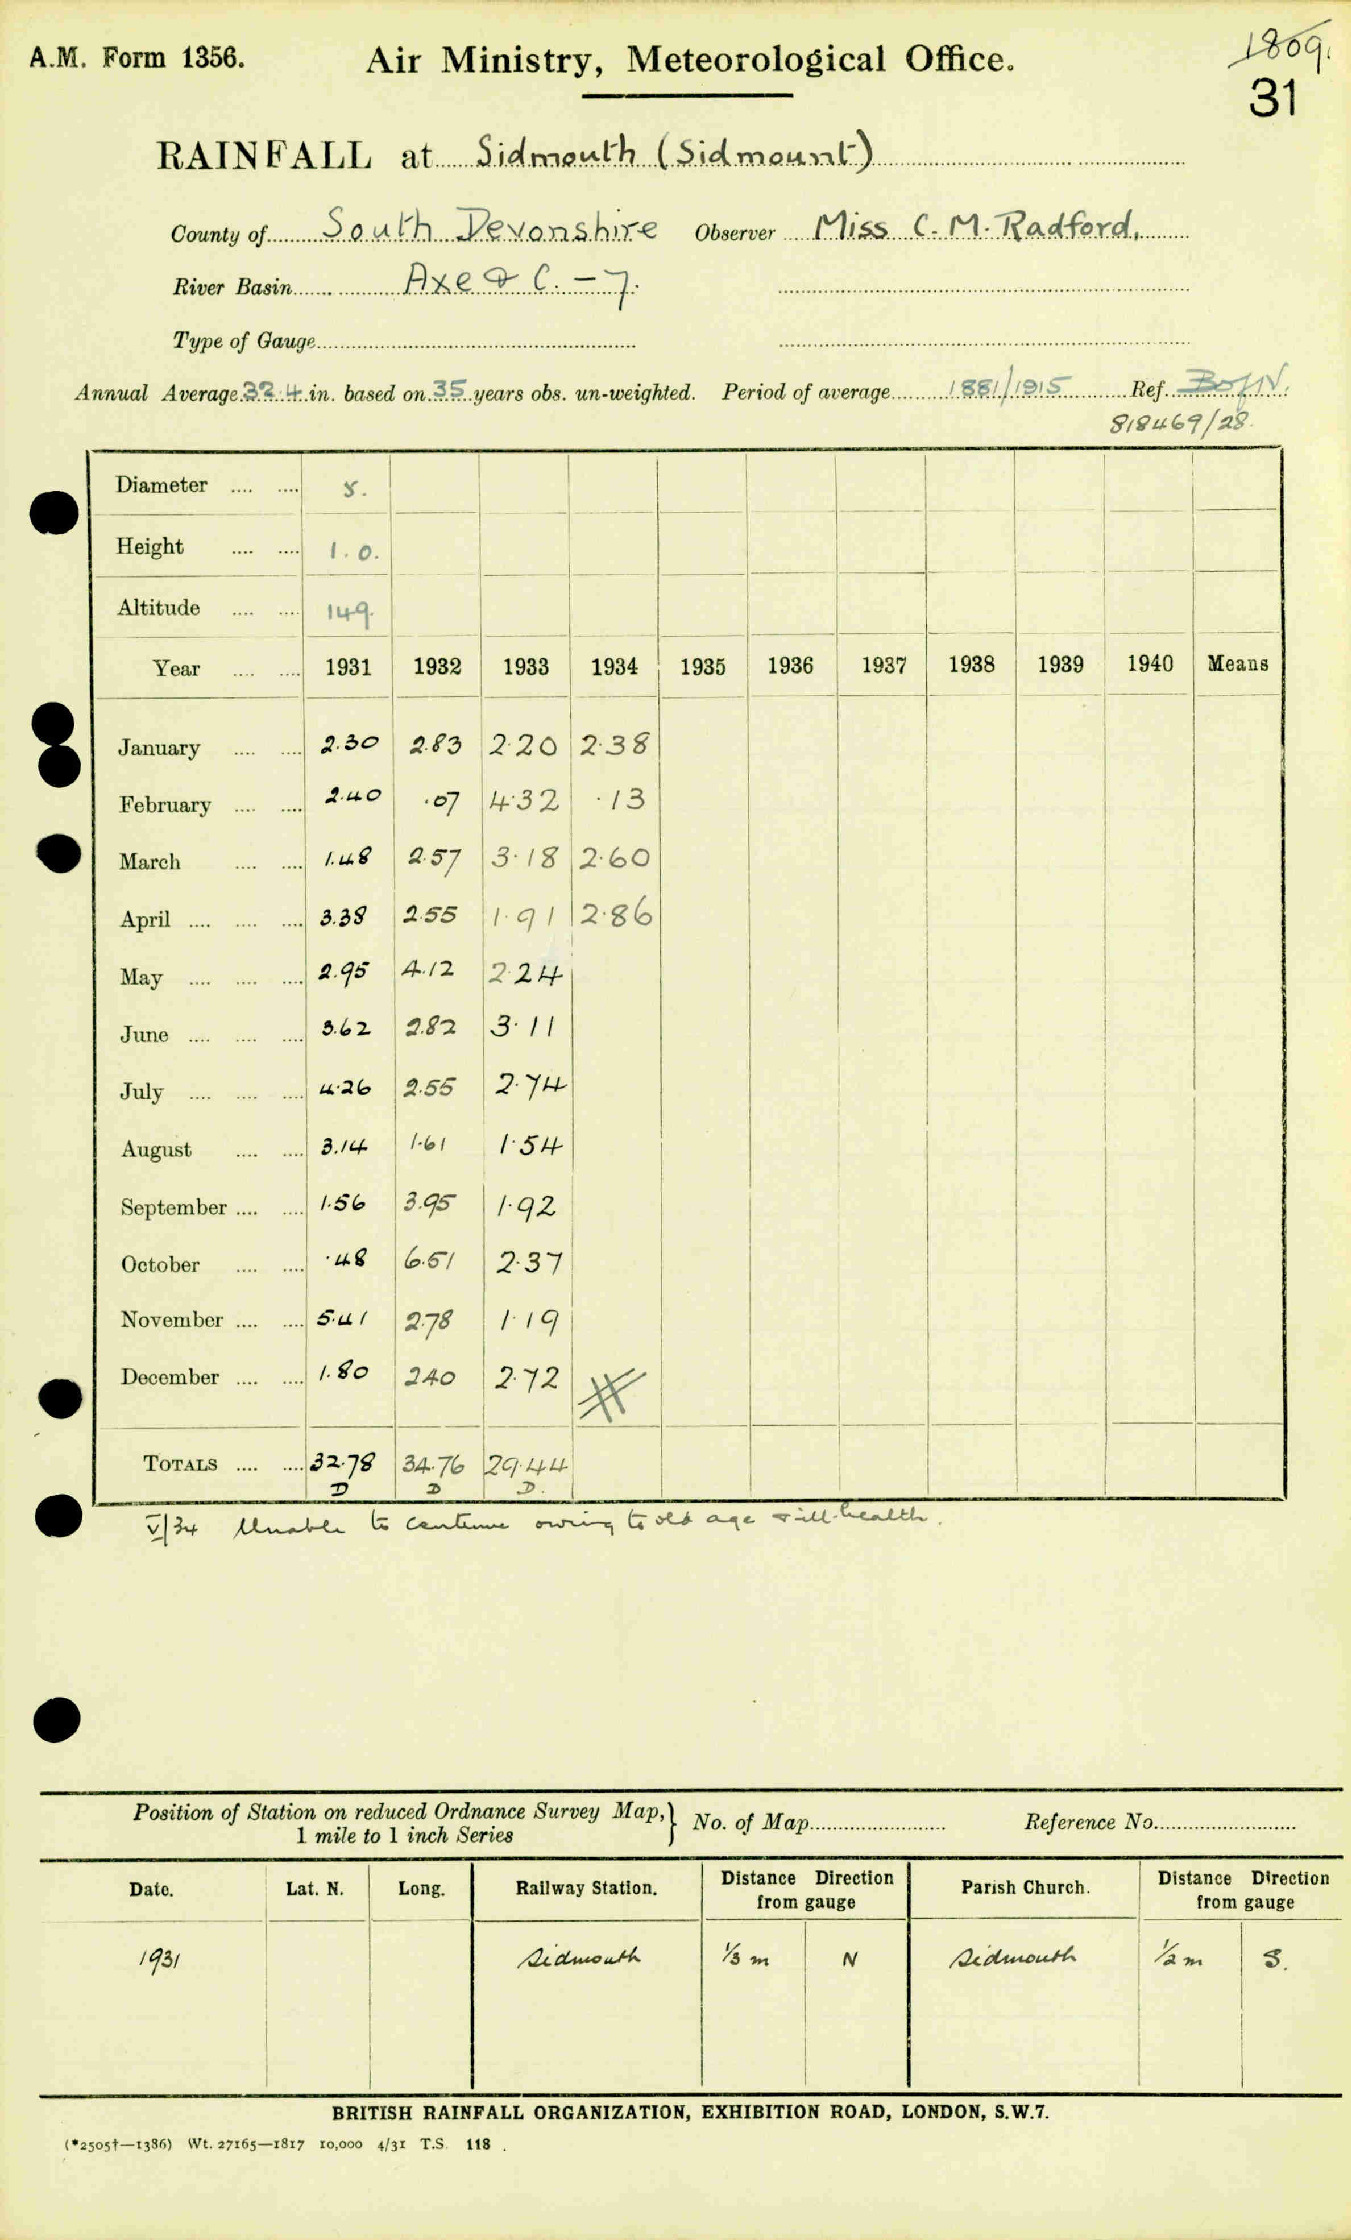 A.M. Form 1356.
Air Ministry, Meteorological Office.
1809.
31
RAINFALL at Sidmouth (Sidmount)
County of South Devonshire Observer Miss C. M. Radford.
River Basin Axe & C. - 7.
Type of Gauge
Annual Average 32.4 in. based on 35 years obs. un-weighted. Period of average 1881/1915 Ref.
818469/28.
Diameter 8.
Height 1.0.
Altitude 149.
Year 1931 1932 1933 1934 1935 1936 1937 1938 1939 1940 Means
January 2.30 2.83 2.20 2.38
February 2.40 .07 4.32 .13
March 1.48 2.57 3.18 2.60
April 3.38 2.55 1.91 2.86
May 2.95 4.12 2.24
June 3.62 2.82 3.11
July 4.26 2.55 2.74
August 3.14 1.61 1.54
September 1.56 3.95 1.92
October .48 6.51 2.37
November 5.41 2.78 1.19
December 1.80 2.40 2.72
TOTALS 32.78 34.76 29.44
D D D.
V/34 Unable to continue owing to old age & ill-health.
Position of Station on reduced Ordnance Survey Map, } No. of Map Reference No.
1 mile to 1 inch Series
Date. Lat. N. Long. Railway Station. Distance Direction from gauge Parish Church. Distance Direction from gauge
1931 Sidmouth 1/3 m N Sidmouth 1/2 m S.
BRITISH RAINFALL ORGANIZATION, EXHIBITION ROAD, LONDON, S.W.7.
(*2505†—1386) Wt. 27165—1817 10,000 4/31 T.S. 118